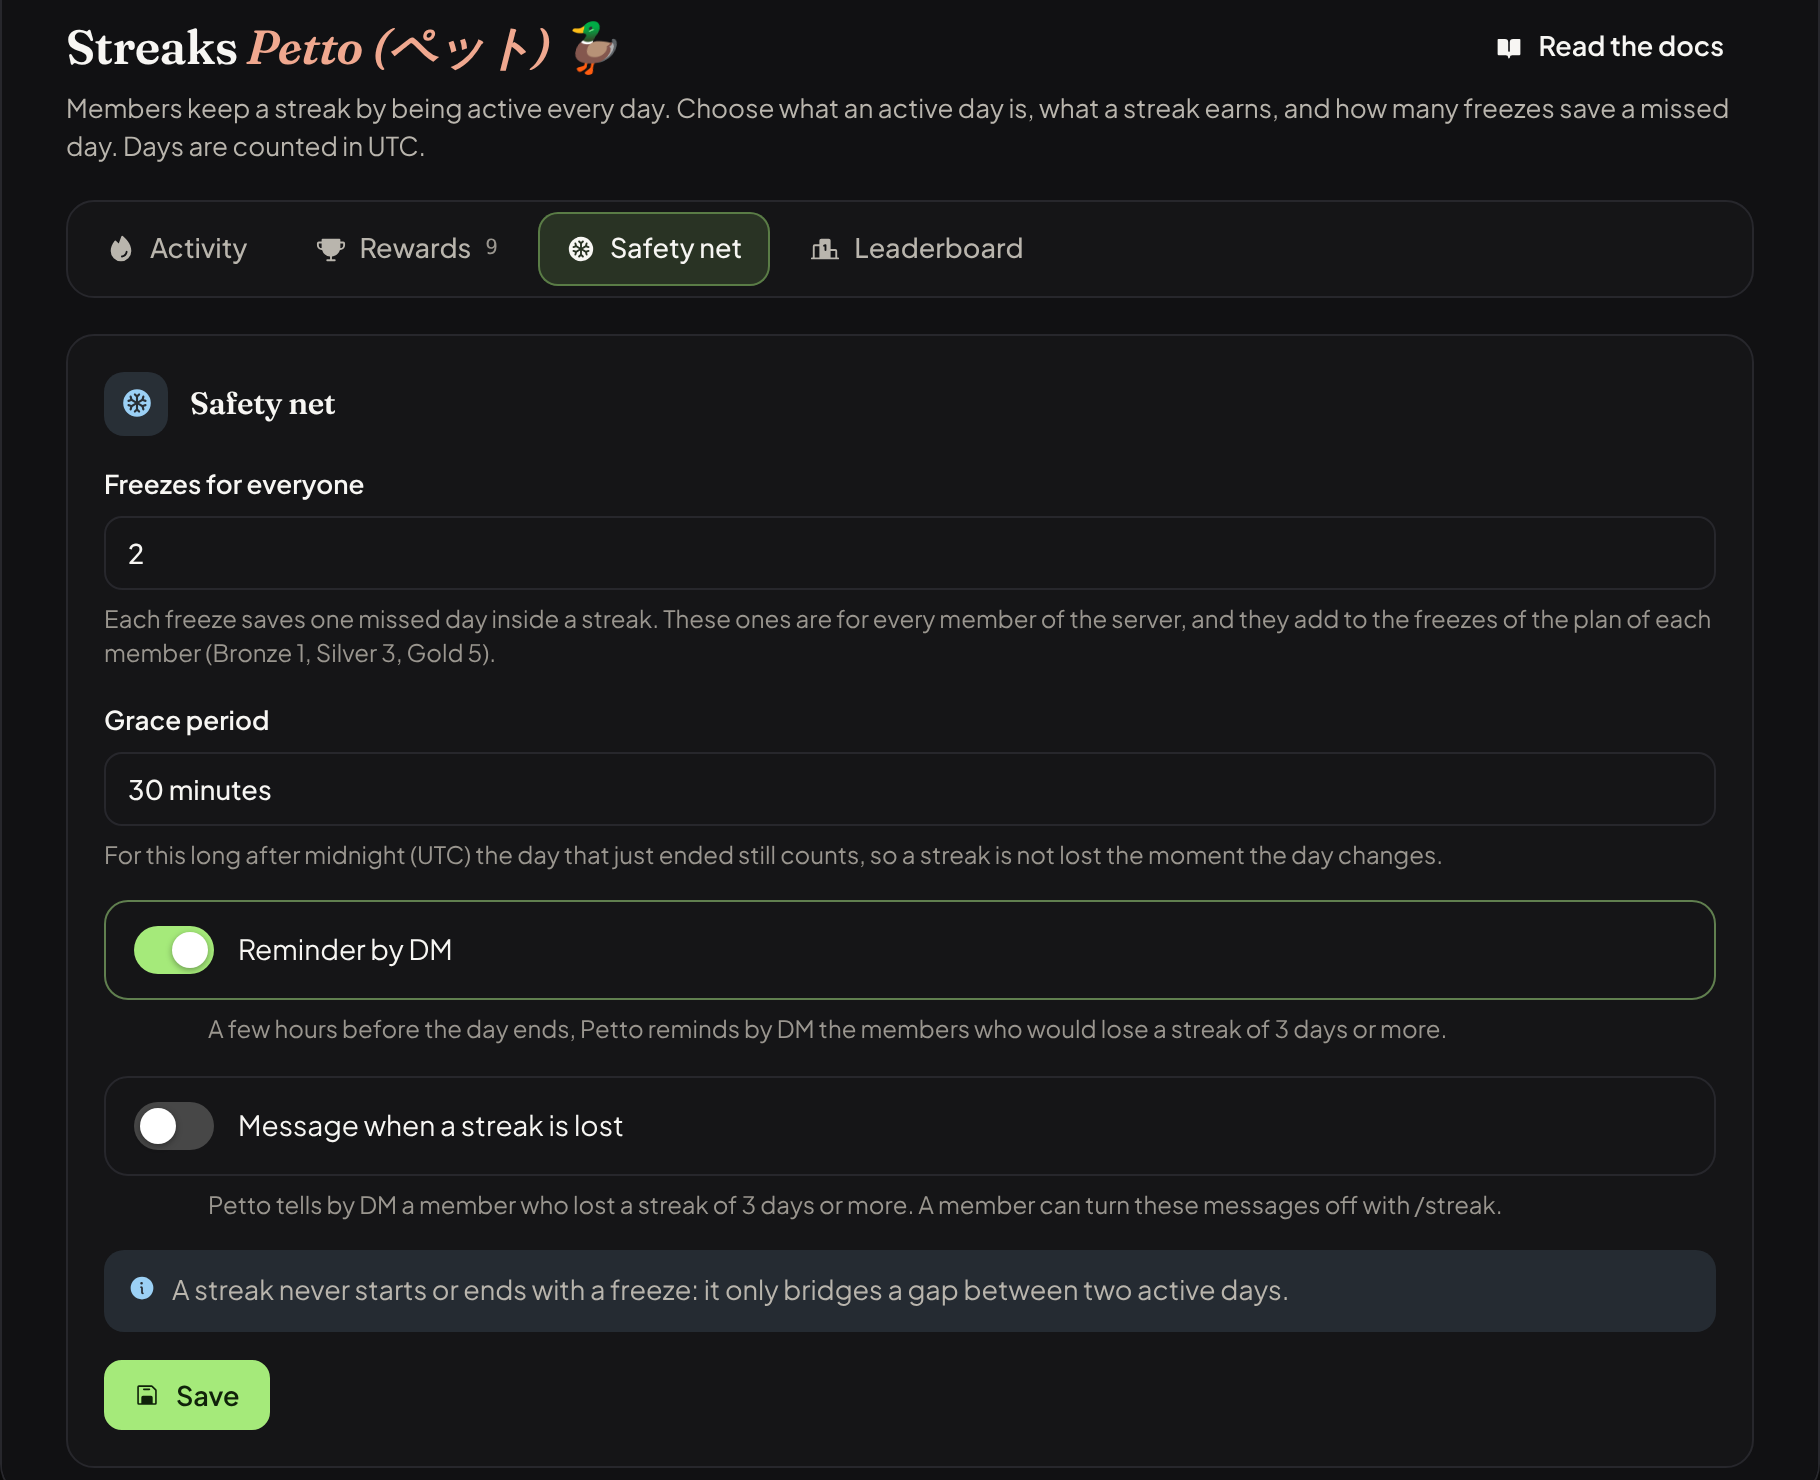 Streaks Petto (ペット)
Read the docs
Members keep a streak by being active every day. Choose what an active day is, what a streak earns, and how many freezes save a missed
day. Days are counted in UTC.
Activity
Rewards 9
Safety net
Leaderboard
Safety net
Freezes for everyone
2
Each freeze saves one missed day inside a streak. These ones are for every member of the server, and they add to the freezes of the plan of each
member (Bronze 1, Silver 3, Gold 5).
Grace period
30 minutes
For this long after midnight (UTC) the day that just ended still counts, so a streak is not lost the moment the day changes.
Reminder by DM
A few hours before the day ends, Petto reminds by DM the members who would lose a streak of 3 days or more.
Message when a streak is lost
Petto tells by DM a member who lost a streak of 3 days or more. A member can turn these messages off with /streak.
A streak never starts or ends with a freeze: it only bridges a gap between two active days.
Save